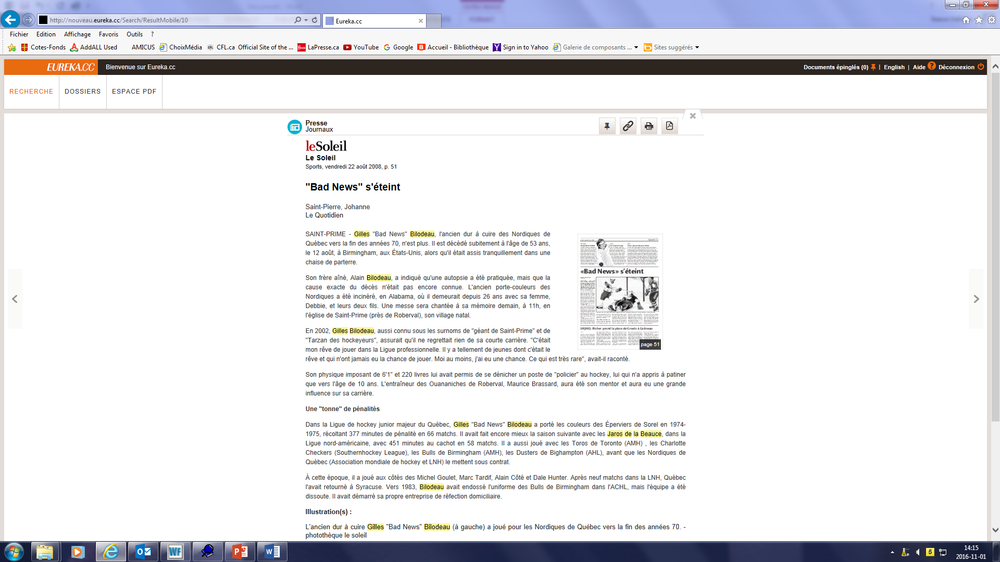 http://nouveau.eureka.cc/Search/ResultMobile/10
Eureka.cc
Fichier Edition Affichage Favoris Outils ?
Cotes-Fonds AddALL Used AMICUS ChoixMédia CFL.ca Official Site of the ... LaPresse.ca YouTube Google Accueil - Bibliothèque Sign in to Yahoo Galerie de composants ... Sites suggérés
EUREKA.CC Bienvenue sur Eureka.cc Documents épinglés (0) | English | Aide Déconnexion
RECHERCHE DOSSIERS ESPACE PDF
Presse
Journaux
leSoleil
Le Soleil
Sports, vendredi 22 août 2008, p. 51
"Bad News" s'éteint
Saint-Pierre, Johanne
Le Quotidien
SAINT-PRIME - Gilles "Bad News" Bilodeau, l'ancien dur à cuire des Nordiques de
Québec vers la fin des années 70, n'est plus. Il est décédé subitement à l'âge de 53 ans,
le 12 août, à Birmingham, aux États-Unis, alors qu'il était assis tranquillement dans une
chaise de parterre.
Son frère aîné, Alain Bilodeau, a indiqué qu'une autopsie a été pratiquée, mais que la
cause exacte du décès n'était pas encore connue. L'ancien porte-couleurs des
Nordiques a été incinéré, en Alabama, où il demeurait depuis 26 ans avec sa femme,
Debbie, et leurs deux fils. Une messe sera chantée à sa mémoire demain, à 11h, en
l'église de Saint-Prime (près de Roberval), son village natal.
En 2002, Gilles Bilodeau, aussi connu sous les surnoms de "géant de Saint-Prime" et de
"Tarzan des hockeyeurs", assurait qu'il ne regrettait rien de sa courte carrière. "C'était
mon rêve de jouer dans la Ligue professionnelle. Il y a tellement de jeunes dont c'était le
rêve et qui n'ont jamais eu la chance de jouer. Moi au moins, j'ai eu une chance. Ce qui est très rare", avait-il raconté.
«Bad News» s'éteint
LHJMQ : Richer prend la place de Groulx à Gatineau
page 51
Son physique imposant de 6'1" et 220 livres lui avait permis de se dénicher un poste de "policier" au hockey, lui qui n'a appris à patiner
que vers l'âge de 10 ans. L'entraîneur des Ouananiches de Roberval, Maurice Brassard, aura été son mentor et aura eu une grande
influence sur sa carrière.
Une "tonne" de pénalités
Dans la Ligue de hockey junior majeur du Québec, Gilles "Bad News" Bilodeau a porté les couleurs des Éperviers de Sorel en 1974-
1975, récoltant 377 minutes de pénalité en 66 matchs. Il avait fait encore mieux la saison suivante avec les Jaros de la Beauce, dans la
Ligue nord-américaine, avec 451 minutes au cachot en 58 matchs. Il a aussi joué avec les Toros de Toronto (AMH) , les Charlotte
Checkers (Southernhockey League), les Bulls de Birmingham (AMH), les Dusters de Bighampton (AHL), avant que les Nordiques de
Québec (Association mondiale de hockey et LNH) le mettent sous contrat.
À cette époque, il a joué aux côtés des Michel Goulet, Marc Tardif, Alain Côté et Dale Hunter. Après neuf matchs dans la LNH, Québec
l'avait retourné à Syracuse. Vers 1983, Bilodeau avait endossé l'uniforme des Bulls de Birmingham dans l'ACHL, mais l'équipe a été
dissoute. Il avait démarré sa propre entreprise de réfection domiciliaire.
Illustration(s) :
L'ancien dur à cuire Gilles "Bad News" Bilodeau (à gauche) a joué pour les Nordiques de Québec vers la fin des années 70. -
photothèque le soleil
14:15
2016-11-01